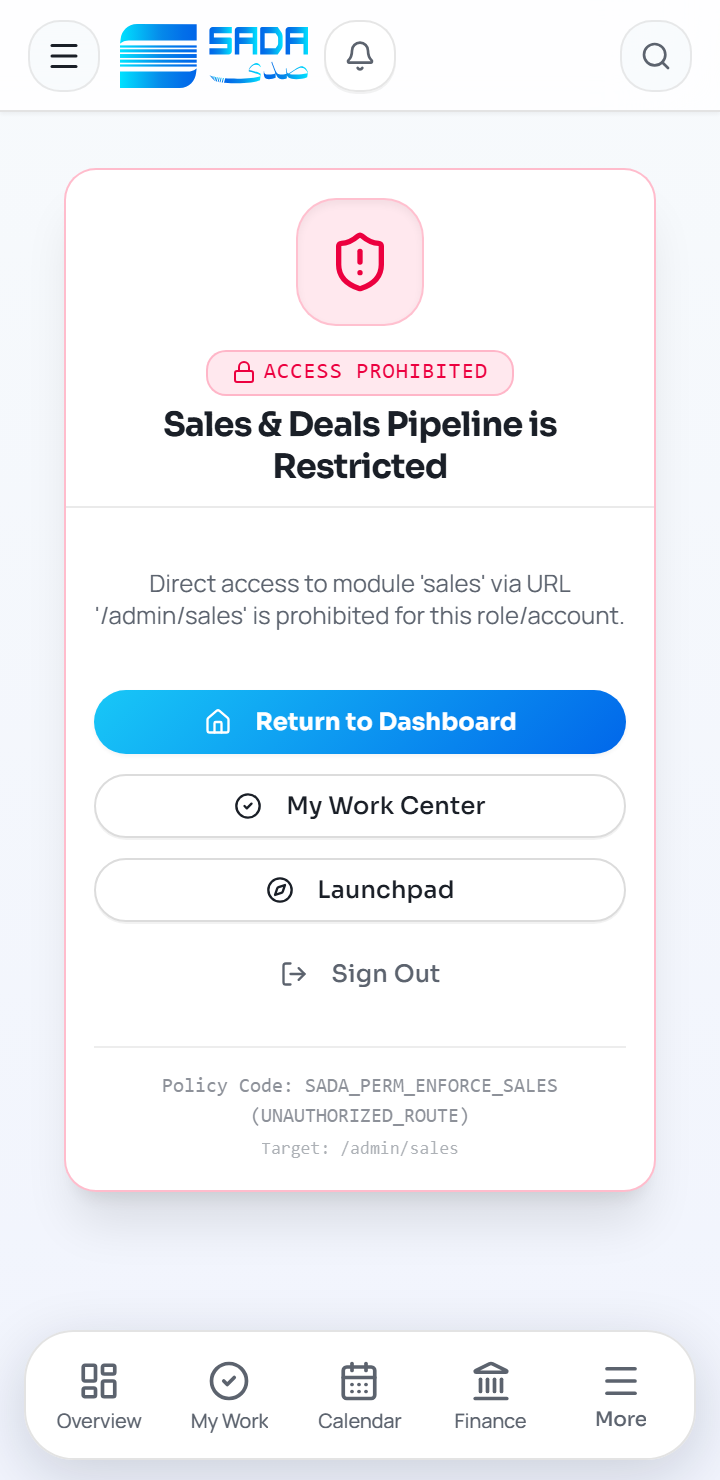 SADA
صدى
ACCESS PROHIBITED
Sales & Deals Pipeline is
Restricted
Direct access to module 'sales' via URL
'/admin/sales' is prohibited for this role/account.
Return to Dashboard
My Work Center
Launchpad
Sign Out
Policy Code: SADA_PERM_ENFORCE_SALES
(UNAUTHORIZED_ROUTE)
Target: /admin/sales
Overview
My Work
Calendar
Finance
More